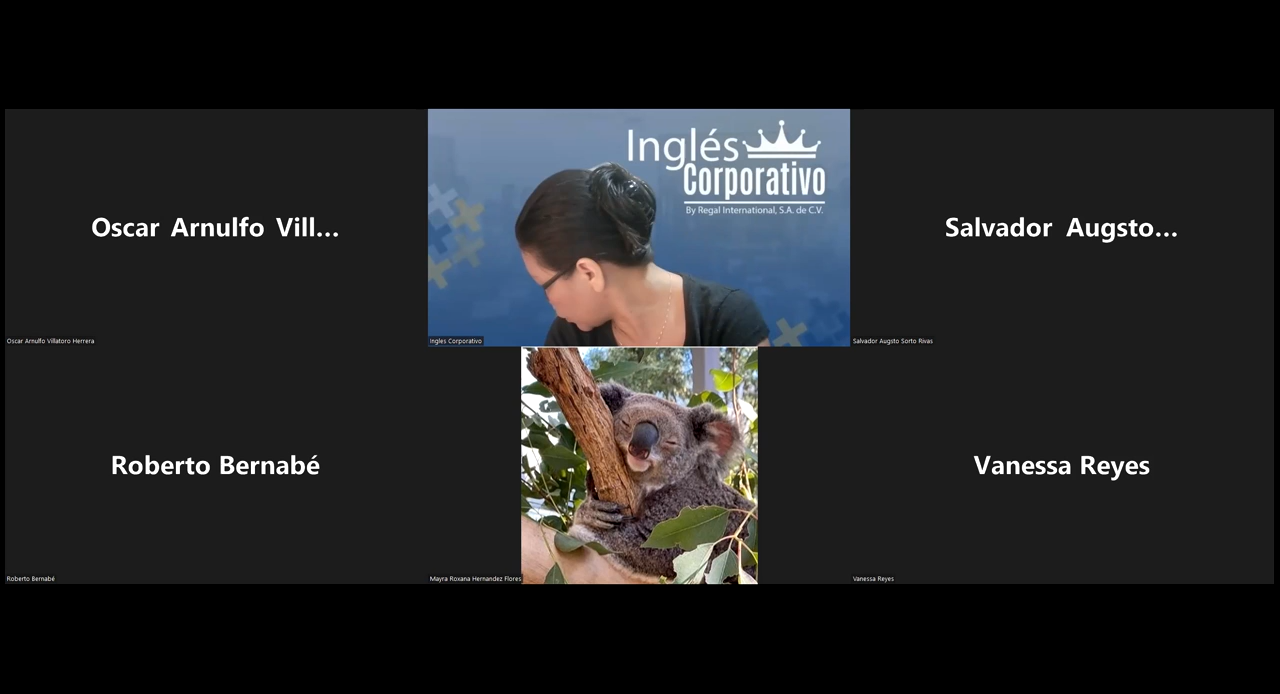 Oscar Arnulfo Vill...
Oscar Arnulfo Villatoro Herrera
Inglés
Corporativo
By Regal International, S.A. de C.V.
Ingles Corporativo
Salvador Augsto...
Salvador Augsto Sorto Rivas
Roberto Bernabé
Roberto Bernabé
Mayra Roxana Hernandez Flores
Vanessa Reyes
Vanessa Reyes